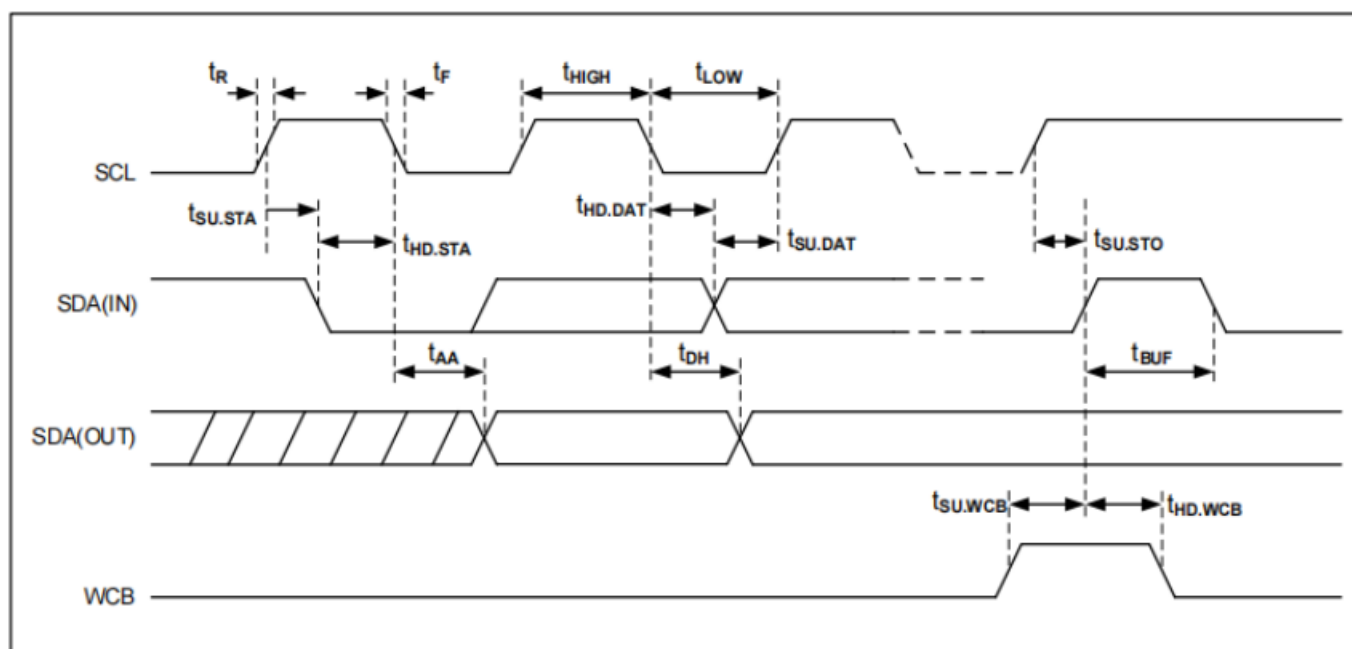 tR tF tHIGH tLOW
SCL
tSU.STA tHD.STA tHD.DAT tSU.DAT tSU.STO
SDA(IN)
tAA tDH tBUF
SDA(OUT)
tSU.WCB tHD.WCB
WCB